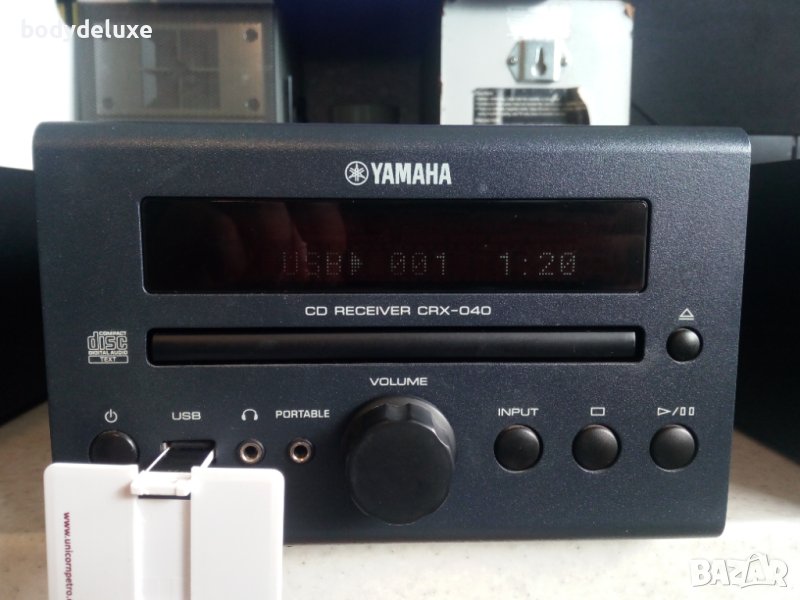 bodydeluxe
YAMAHA
USB 001 1:20
CD RECEIVER CRX-040
COMPACT
disc
DIGITAL AUDIO
TEXT
VOLUME
USB
PORTABLE
INPUT
www.unicompetro.
BAZAR